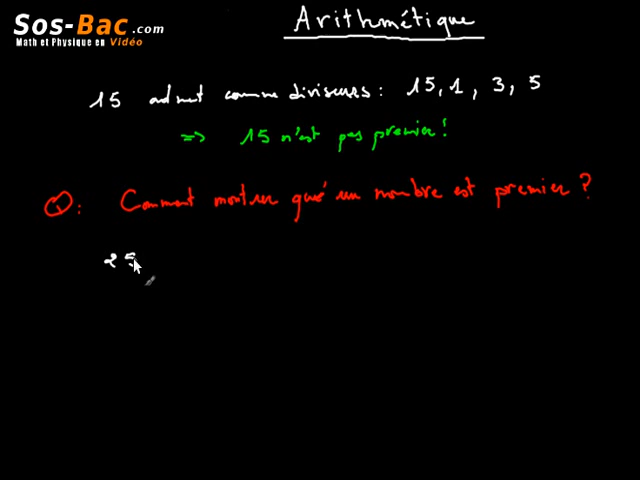 Sos-Bac.com
Math et Physique en Vidéo
Arithmétique
15 admet comme diviseurs : 15, 1, 3, 5
=> 15 n'est pas premier !
Q : Comment montrer que un nombre est premier ?